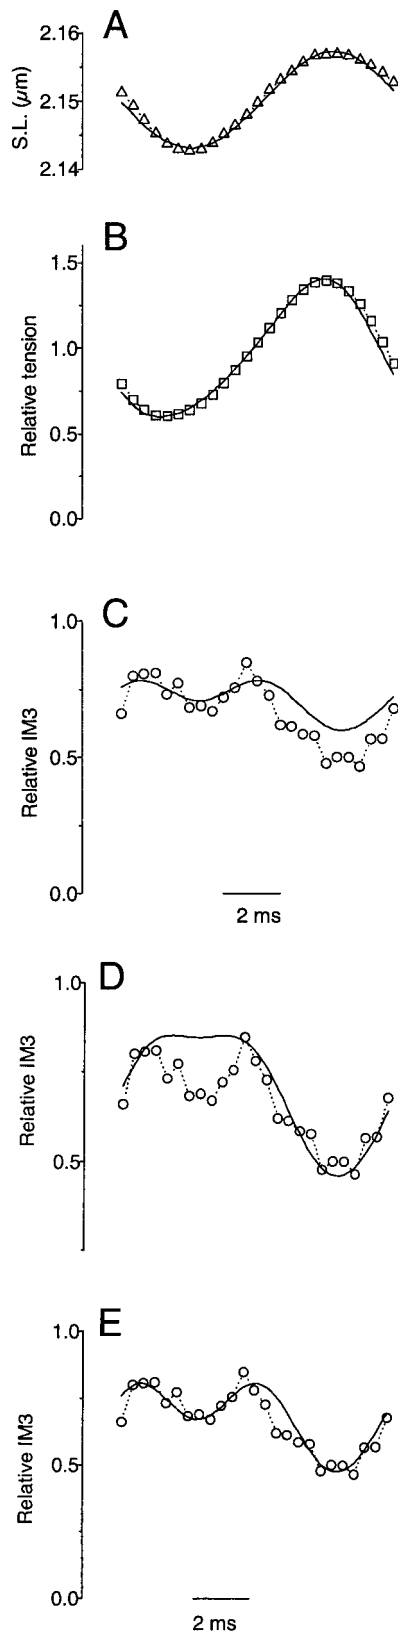 A
2.16
2.15
2.14
S.L. (μm)
B
1.5
1.0
0.5
0.0
Relative tension
C
1.0
0.5
0.0
Relative IM3
2 ms
D
1.0
0.5
Relative IM3
E
1.0
0.5
0.0
Relative IM3
2 ms